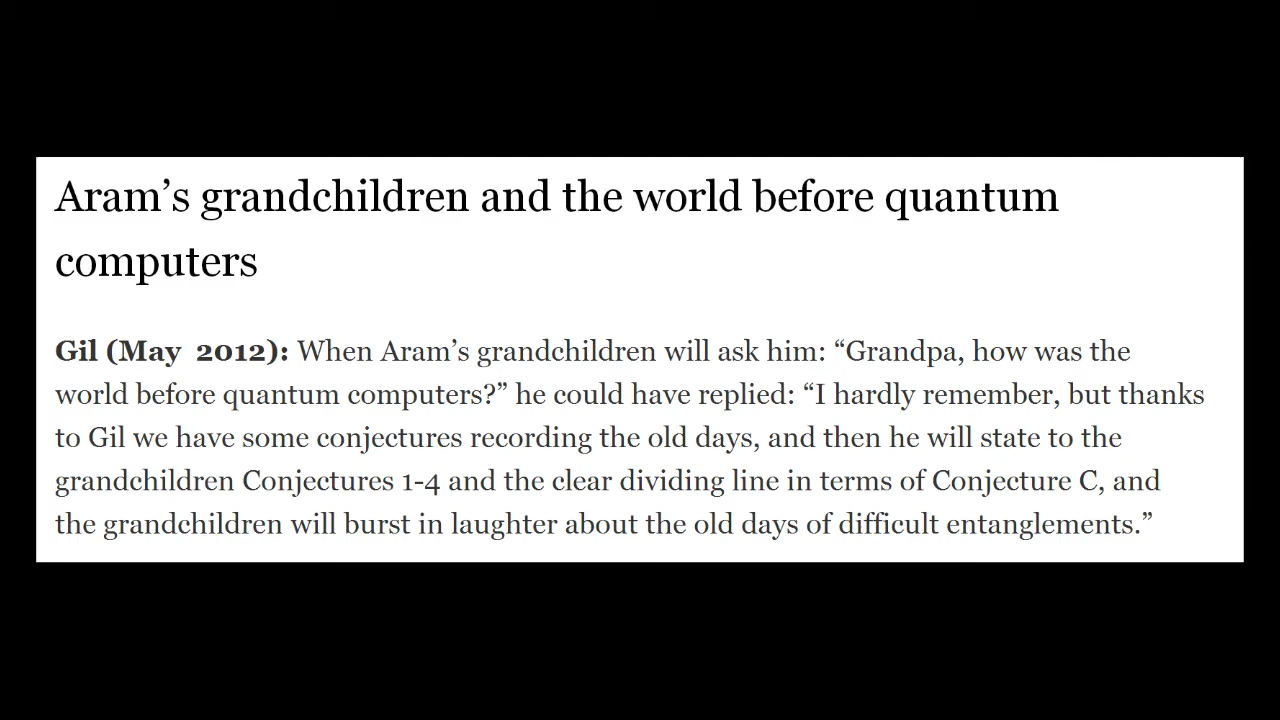 Aram’s grandchildren and the world before quantum
computers
Gil (May 2012): When Aram’s grandchildren will ask him: “Grandpa, how was the
world before quantum computers?” he could have replied: “I hardly remember, but thanks
to Gil we have some conjectures recording the old days, and then he will state to the
grandchildren Conjectures 1-4 and the clear dividing line in terms of Conjecture C, and
the grandchildren will burst in laughter about the old days of difficult entanglements.”